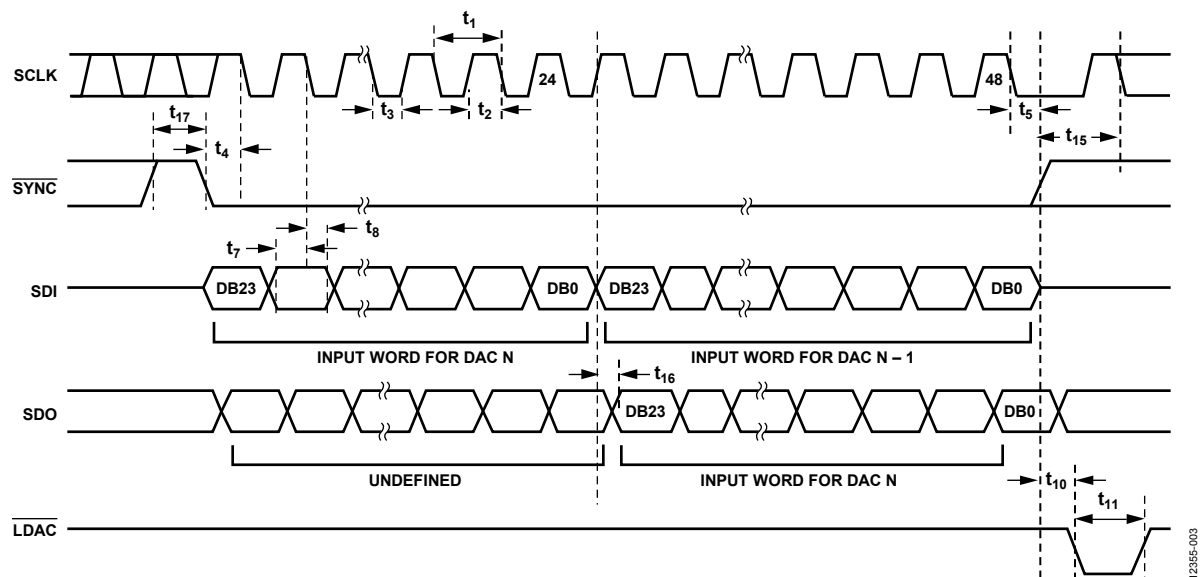 t1
SCLK
24
48
t3
t2
t5
t17
t4
t15
SYNC
t7
t8
SDI
DB23
DB0
DB23
DB0
INPUT WORD FOR DAC N
INPUT WORD FOR DAC N – 1
t16
SDO
DB23
DB0
UNDEFINED
INPUT WORD FOR DAC N
t10
t11
LDAC
12355-003